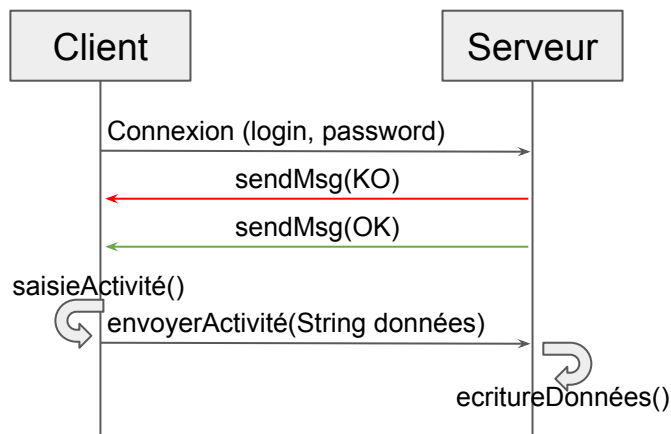 Client
Serveur
Connexion (login, password)
sendMsg(KO)
sendMsg(OK)
saisieActivité()
envoyerActivité(String données)
ecritureDonnées()